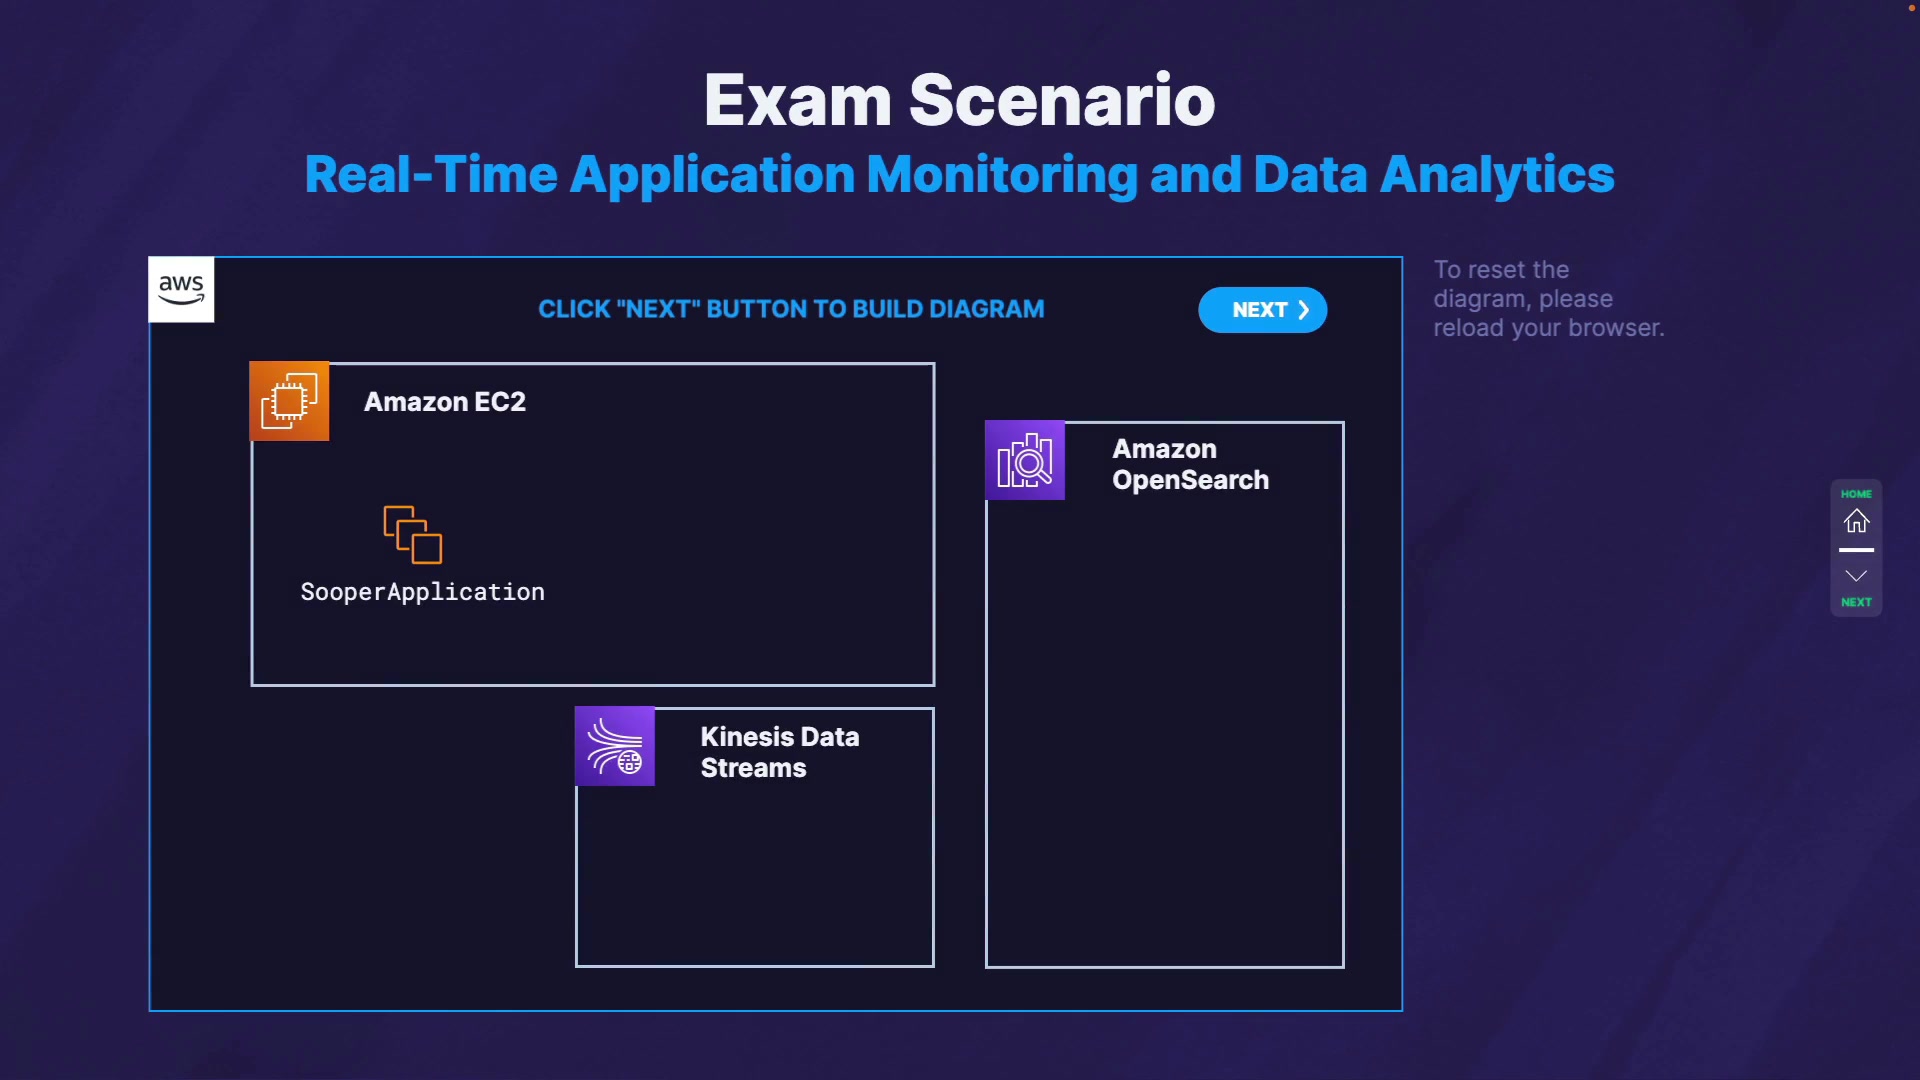 Exam Scenario
Real-Time Application Monitoring and Data Analytics
aws
CLICK "NEXT" BUTTON TO BUILD DIAGRAM
NEXT
To reset the
diagram, please
reload your browser.
Amazon EC2
SooperApplication
Amazon
OpenSearch
Kinesis Data
Streams
HOME
NEXT